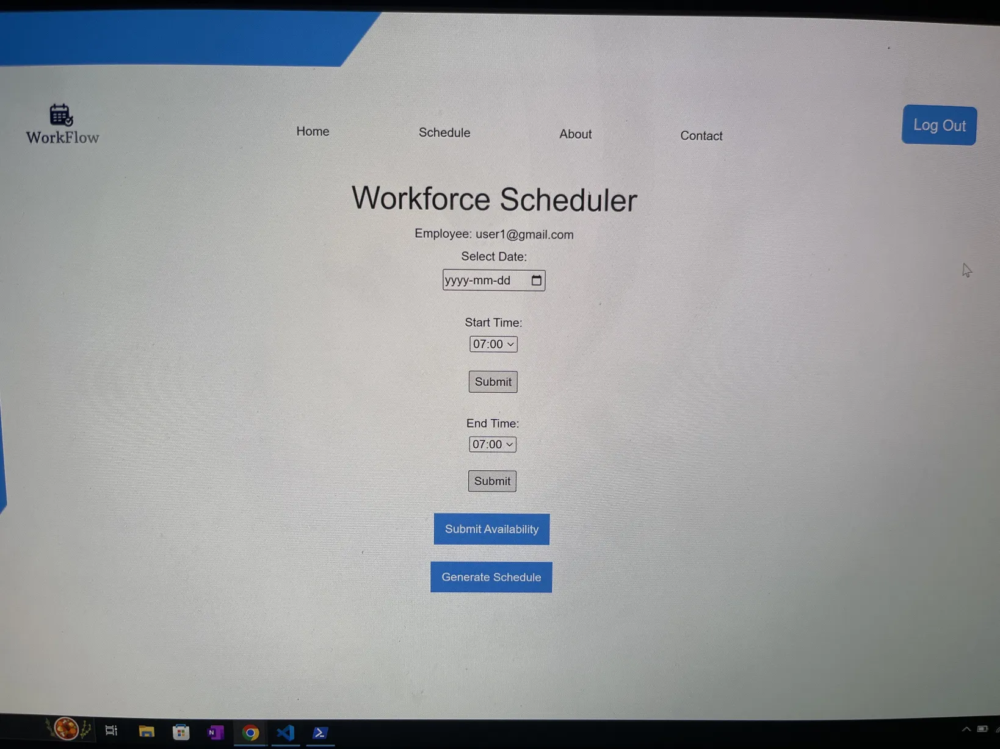 WorkFlow
Home
Schedule
About
Contact
Log Out
Workforce Scheduler
Employee: user1@gmail.com
Select Date:
yyyy-mm-dd
Start Time:
07:00
Submit
End Time:
07:00
Submit
Submit Availability
Generate Schedule
N